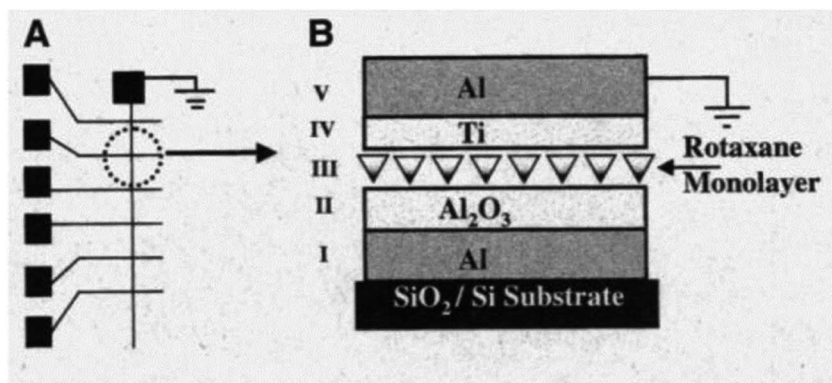 A
B
V
Al
IV
Ti
III
Rotaxane
Monolayer
II
Al₂O₃
I
Al
SiO₂ / Si Substrate